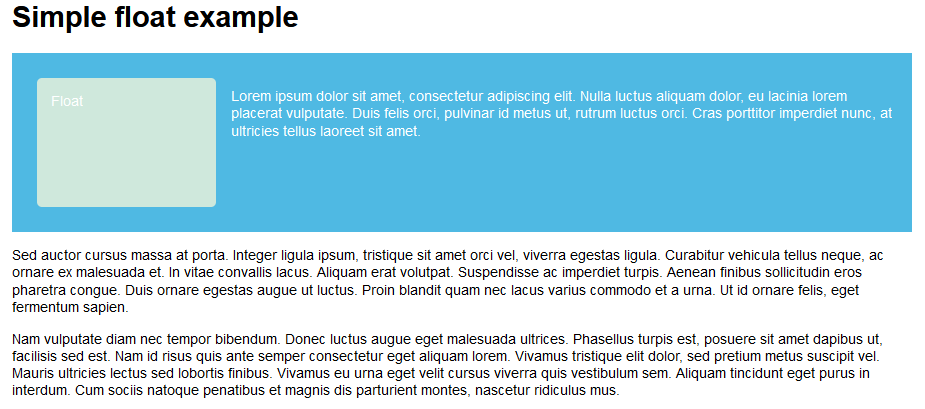 Simple float example
Float
Lorem ipsum dolor sit amet, consectetur adipiscing elit. Nulla luctus aliquam dolor, eu lacinia lorem
placerat vulputate. Duis felis orci, pulvinar id metus ut, rutrum luctus orci. Cras porttitor imperdiet nunc, at
ultricies tellus laoreet sit amet.
Sed auctor cursus massa at porta. Integer ligula ipsum, tristique sit amet orci vel, viverra egestas ligula. Curabitur vehicula tellus neque, ac
ornare ex malesuada et. In vitae convallis lacus. Aliquam erat volutpat. Suspendisse ac imperdiet turpis. Aenean finibus sollicitudin eros
pharetra congue. Duis ornare egestas augue ut luctus. Proin blandit quam nec lacus varius commodo et a urna. Ut id ornare felis, eget
fermentum sapien.
Nam vulputate diam nec tempor bibendum. Donec luctus augue eget malesuada ultrices. Phasellus turpis est, posuere sit amet dapibus ut,
facilisis sed est. Nam id risus quis ante semper consectetur eget aliquam lorem. Vivamus tristique elit dolor, sed pretium metus suscipit vel.
Mauris ultricies lectus sed lobortis finibus. Vivamus eu urna eget velit cursus viverra quis vestibulum sem. Aliquam tincidunt eget purus in
interdum. Cum sociis natoque penatibus et magnis dis parturient montes, nascetur ridiculus mus.